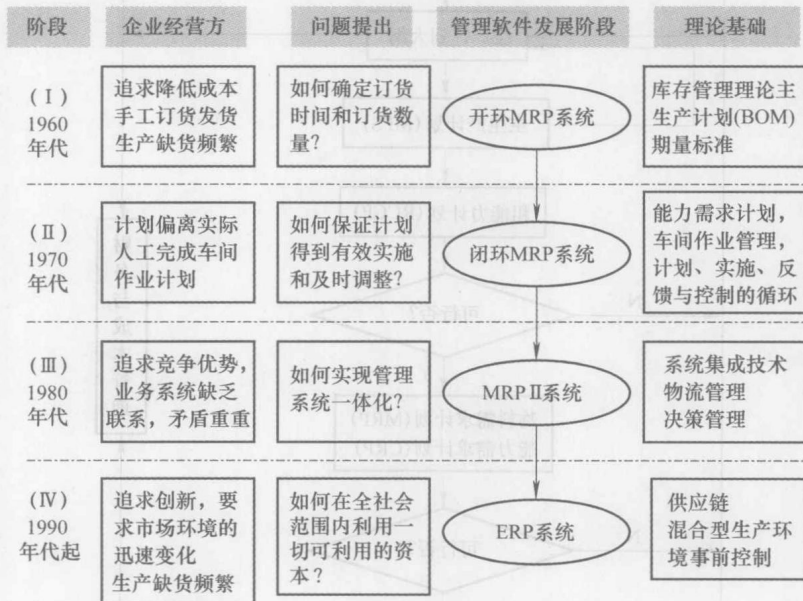 阶段 企业经营方 问题提出 管理软件发展阶段 理论基础
(Ⅰ)
1960
年代
追求降低成本
手工订货发货
生产缺货频繁
如何确定订货
时间和订货数
量?
开环MRP系统
库存管理理论主
生产计划(BOM)
期量标准
(Ⅱ)
1970
年代
计划偏离实际
人工完成车间
作业计划
如何保证计划
得到有效实施
和及时调整?
闭环MRP系统
能力需求计划，
车间作业管理，
计划、实施、反
馈与控制的循环
(Ⅲ)
1980
年代
追求竞争优势，
业务系统缺乏
联系，矛盾重重
如何实现管理
系统一体化?
MRPⅡ系统
系统集成技术
物流管理
决策管理
(Ⅳ)
1990
年代起
追求创新，要
求市场环境的
迅速变化
生产缺货频繁
如何在全社会
范围内利用一
切可利用的资
本?
ERP系统
供应链
混合型生产环
境事前控制